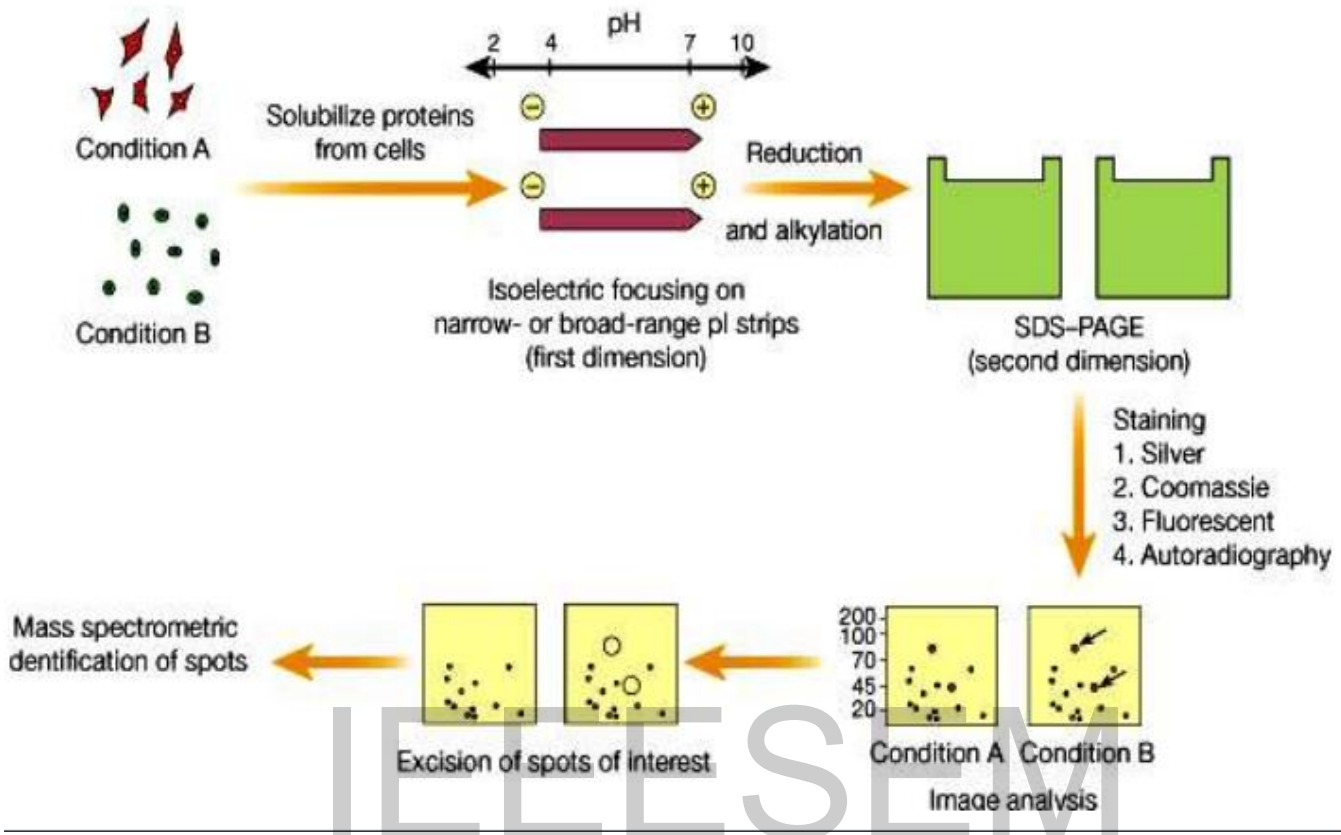 pH
2 4 7 10
Condition A
Solubilize proteins
from cells
− +
− +
Reduction
and alkylation
Condition B
Isoelectric focusing on
narrow- or broad-range pI strips
(first dimension)
SDS–PAGE
(second dimension)
Staining
1. Silver
2. Coomassie
3. Fluorescent
4. Autoradiography
200
100
70
45
20
Condition A Condition B
Image analysis
Excision of spots of interest
Mass spectrometric
dentification of spots
IEEESEM